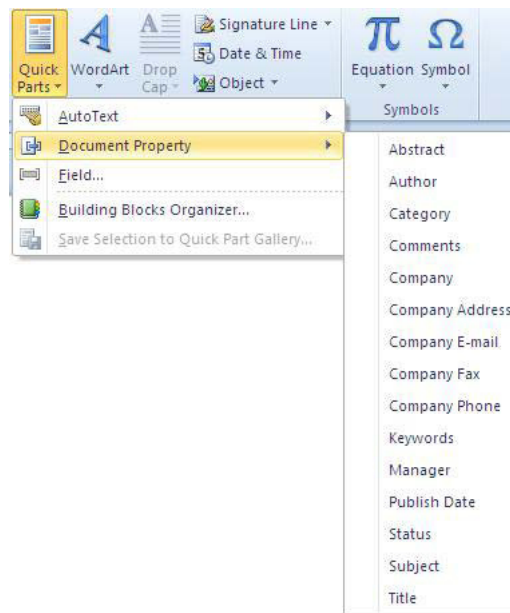 Signature Line
Date & Time
Object
Quick Parts
WordArt
Drop Cap
Equation
Symbol
Symbols
AutoText
Document Property
Field...
Building Blocks Organizer...
Save Selection to Quick Part Gallery...
Abstract
Author
Category
Comments
Company
Company Address
Company E-mail
Company Fax
Company Phone
Keywords
Manager
Publish Date
Status
Subject
Title